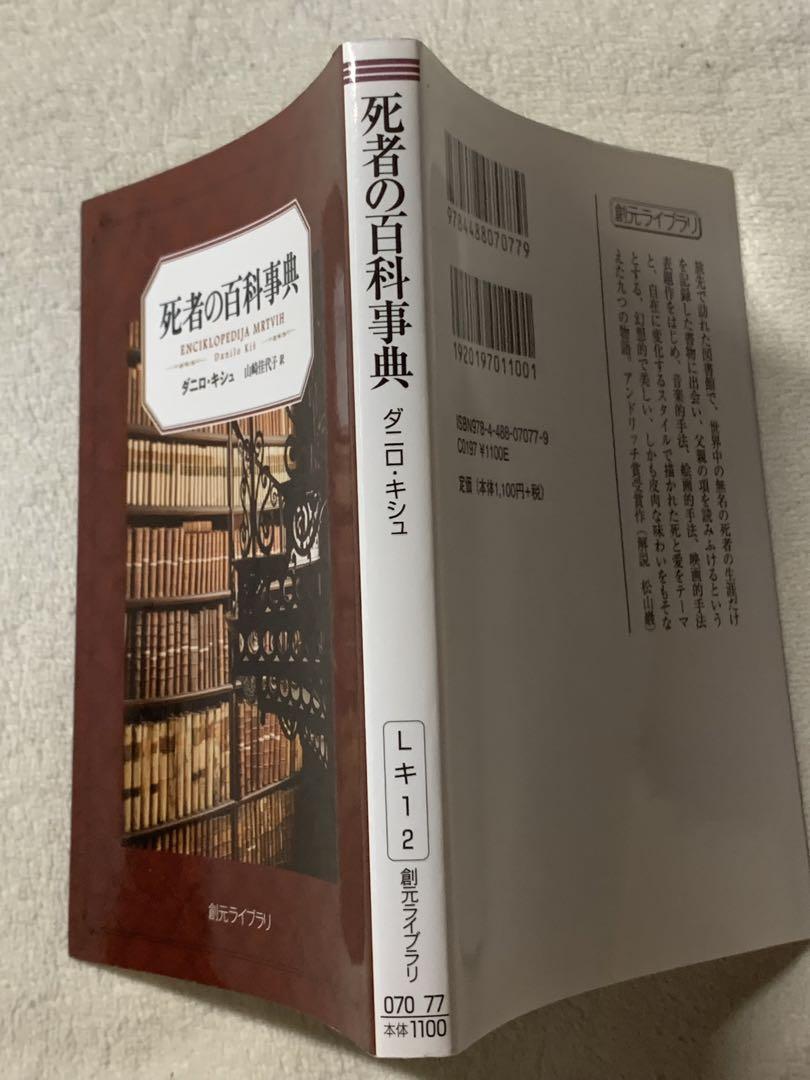 死者の百科事典
ENCIKLOPEDIJA MRTVIH
Danilo Kiš
ダニロ・キシュ 山崎佳代子 訳
創元ライブラリ
死者の百科事典
ダニロ・キシュ
L
キ
1
2
創元ライブラリ
070 77
本体1100
9784488070779
1920197011001
ISBN978-4-488-07077-9
C0197 ¥1100E
定価(本体1,100円+税)
創元ライブラリ
旅先で訪れた図書館で、世界中の無名の死者の生涯だけ
を記録した書物に出会い、父親の項を読みふけるという
表題作をはじめ、音楽的手法、絵画的手法、映画的手法
と、自在に変化するスタイルで描かれた死と愛をテーマ
とする、幻想的で美しい、しかも皮肉な味わいをもそな
えた九つの物語。アンドリッチ賞受賞作(解説 松山巖)